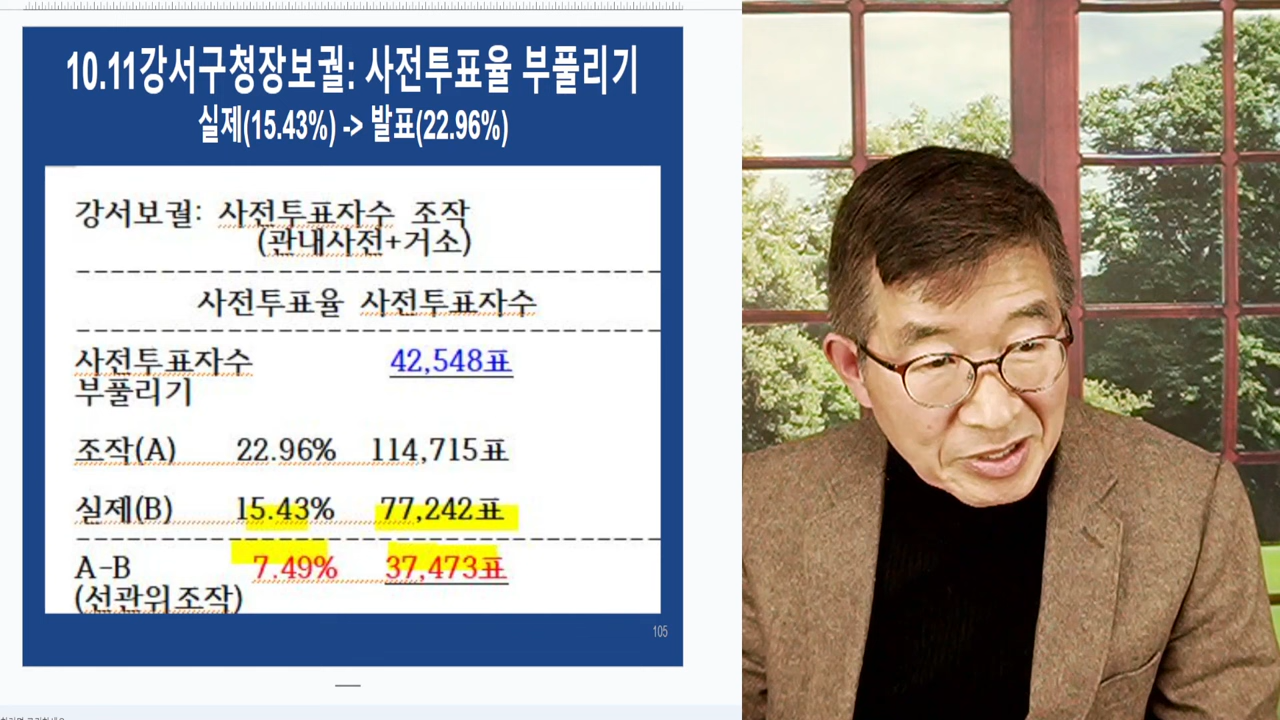 10.11강서구청장보궐: 사전투표율 부풀리기
실제(15.43%) -> 발표(22.96%)
강서보궐: 사전투표자수 조작
(관내사전+거소)
사전투표율 사전투표자수
사전투표자수 42,548표
부풀리기
조작(A) 22.96% 114,715표
실제(B) 15.43% 77,242표
A-B 7.49% 37,473표
(선관위조작)
105